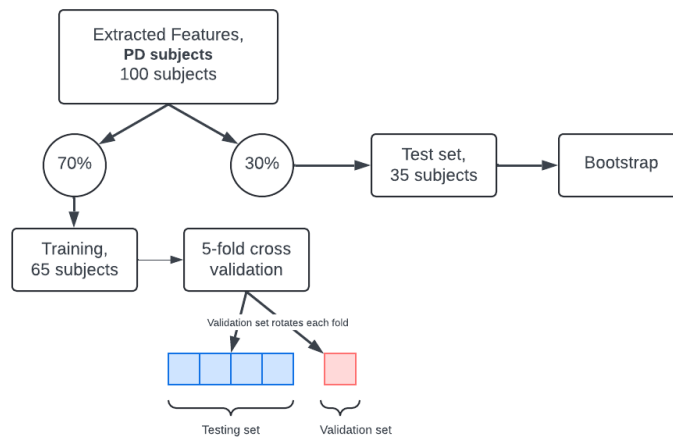 Extracted Features,
PD subjects
100 subjects
70%
30%
Test set,
35 subjects
Bootstrap
Training,
65 subjects
5-fold cross
validation
Validation set rotates each fold
Testing set
Validation set